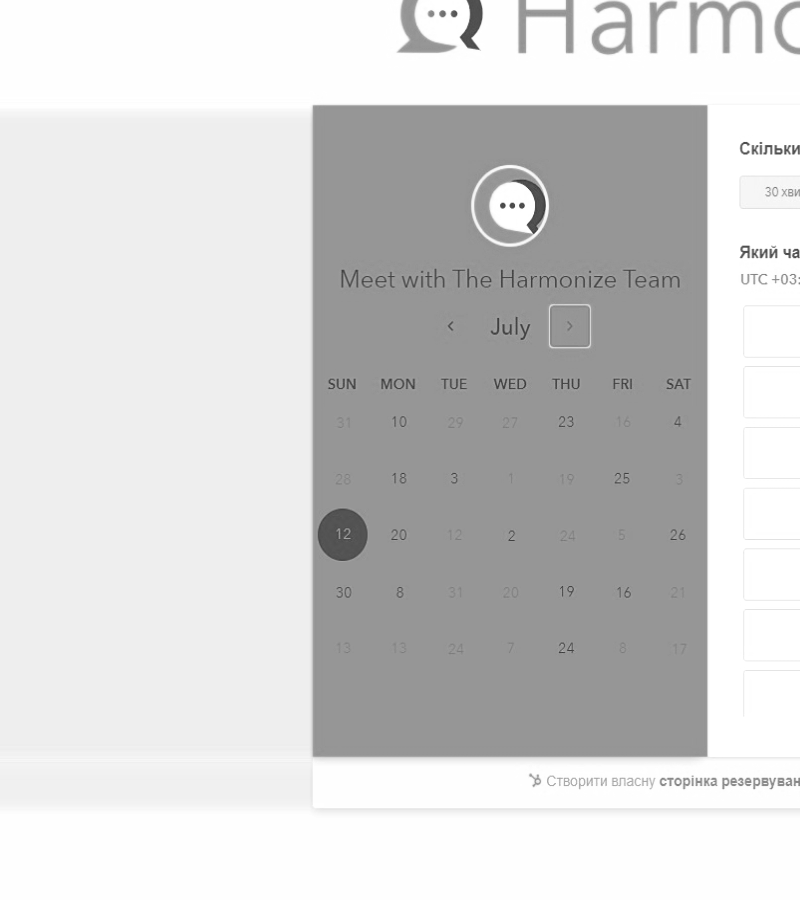 Harmo
Скільки
30 хви
Meet with The Harmonize Team
Який ча
UTC +03:
July
SUN MON TUE WED THU FRI SAT
31 10 29 27 23 16 4
28 18 3 1 19 25 3
12 20 12 2 24 5 26
30 8 31 20 19 16 21
13 13 24 7 24 8 17
Створити власну сторінка резервуван